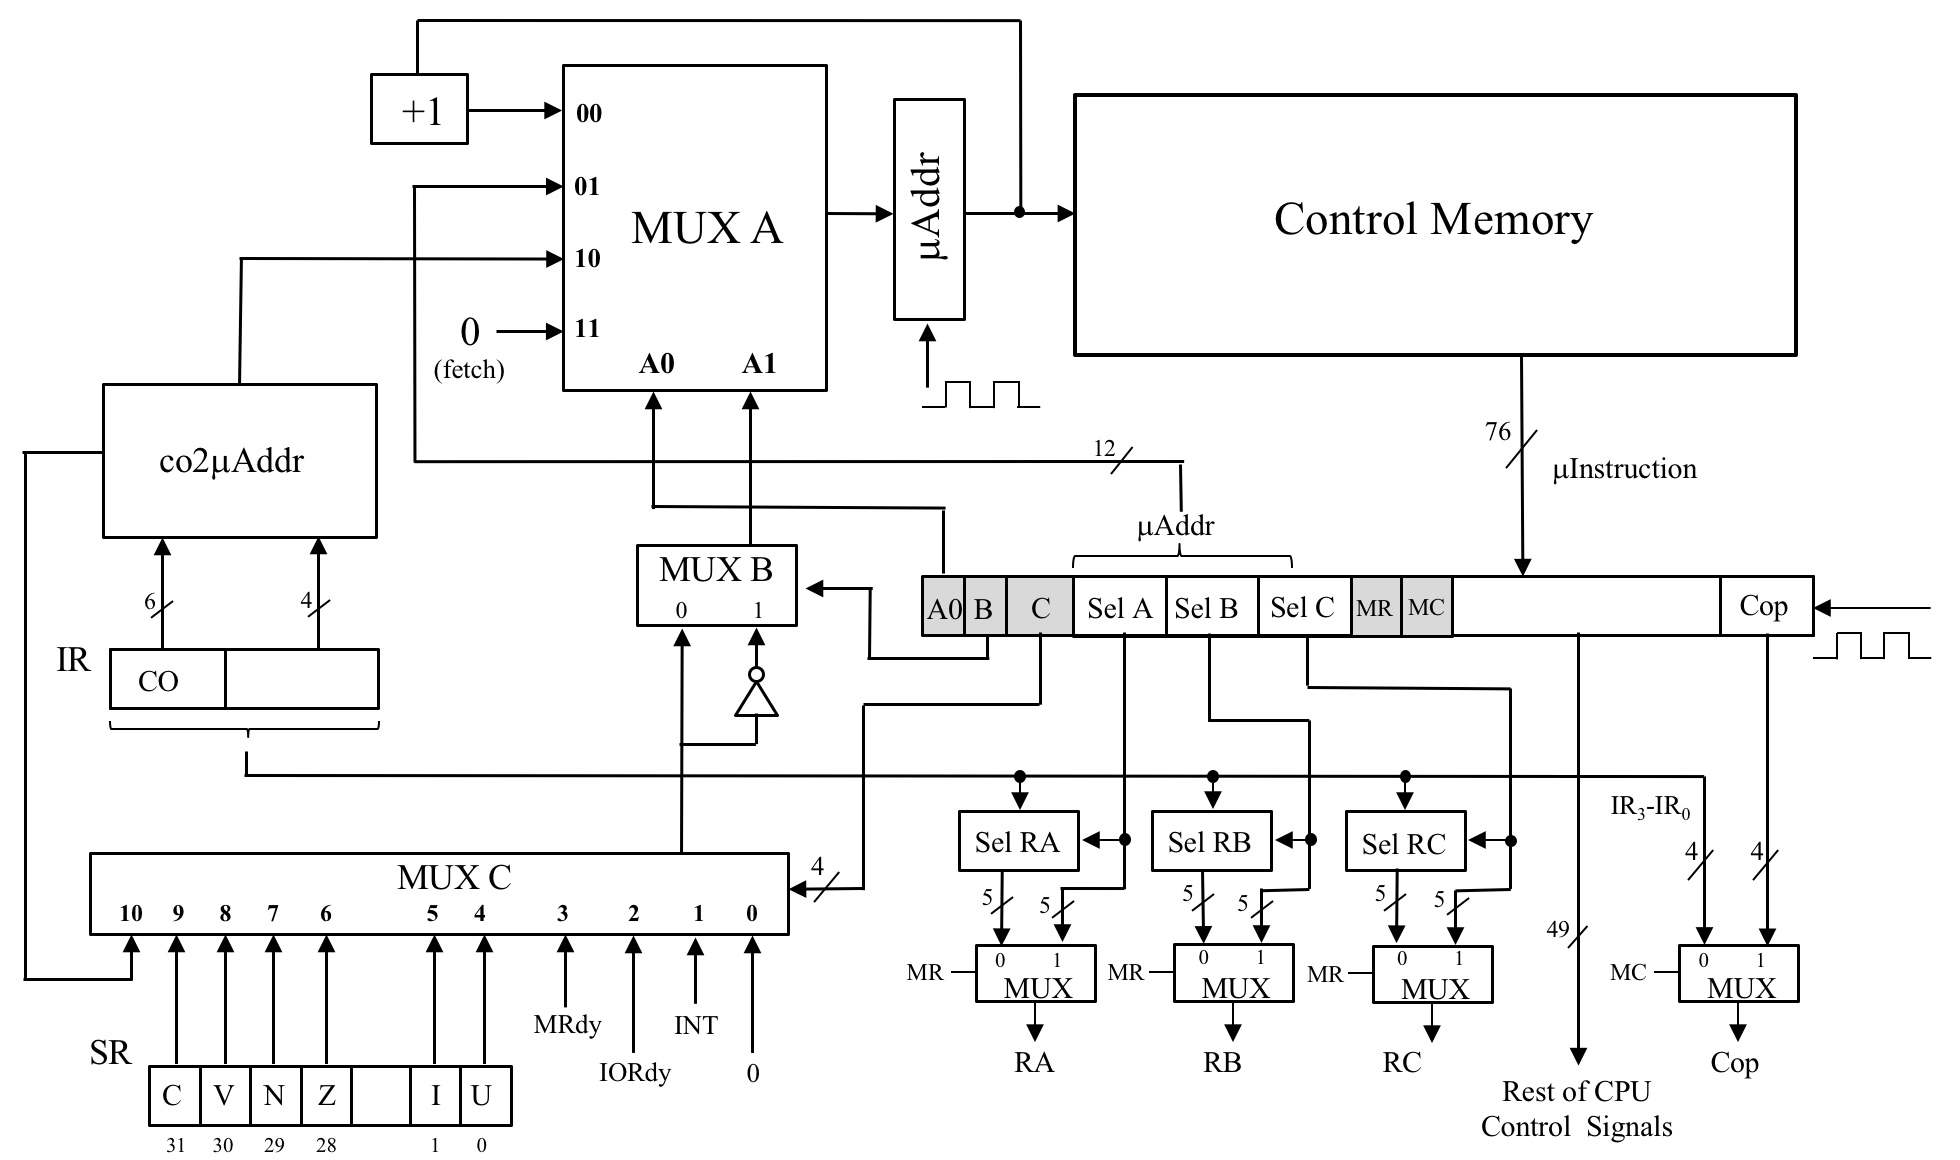 +1
00
01
10
11
MUX A
A0 A1
0
(fetch)
µAddr
Control Memory
76
µInstruction
co2µAddr
12
µAddr
MUX B
0 1
A0 B C Sel A Sel B Sel C MR MC Cop
6 4
IR
CO
IR3-IR0
Sel RA Sel RB Sel RC
4 4 4
MUX C
10 9 8 7 6 5 4 3 2 1 0
5 5 5 5 5 5
49
MR 0 1 MUX
MR 0 1 MUX
MR 0 1 MUX
MC 0 1 MUX
MRdy
INT
IORdy
0
RA RB RC Cop
SR
C V N Z I U
31 30 29 28 1 0
Rest of CPU
Control Signals